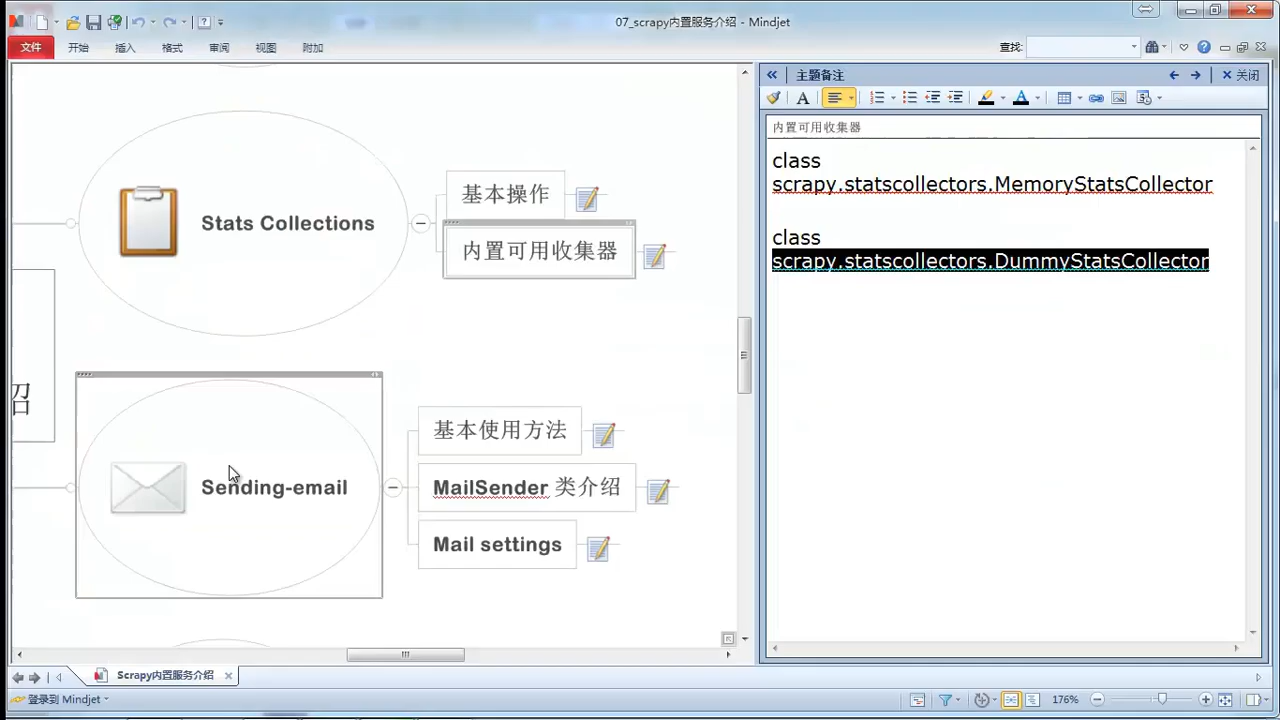 07_scrapy内置服务介绍 - Mindjet
文件
开始
插入
格式
审阅
视图
附加
查找:
Stats Collections
基本操作
内置可用收集器
Sending-email
基本使用方法
MailSender 类介绍
Mail settings
主题备注
关闭
内置可用收集器
class
scrapy.statscollectors.MemoryStatsCollector
class
scrapy.statscollectors.DummyStatsCollector
Scrapy内置服务介绍
登录到 Mindjet
176%